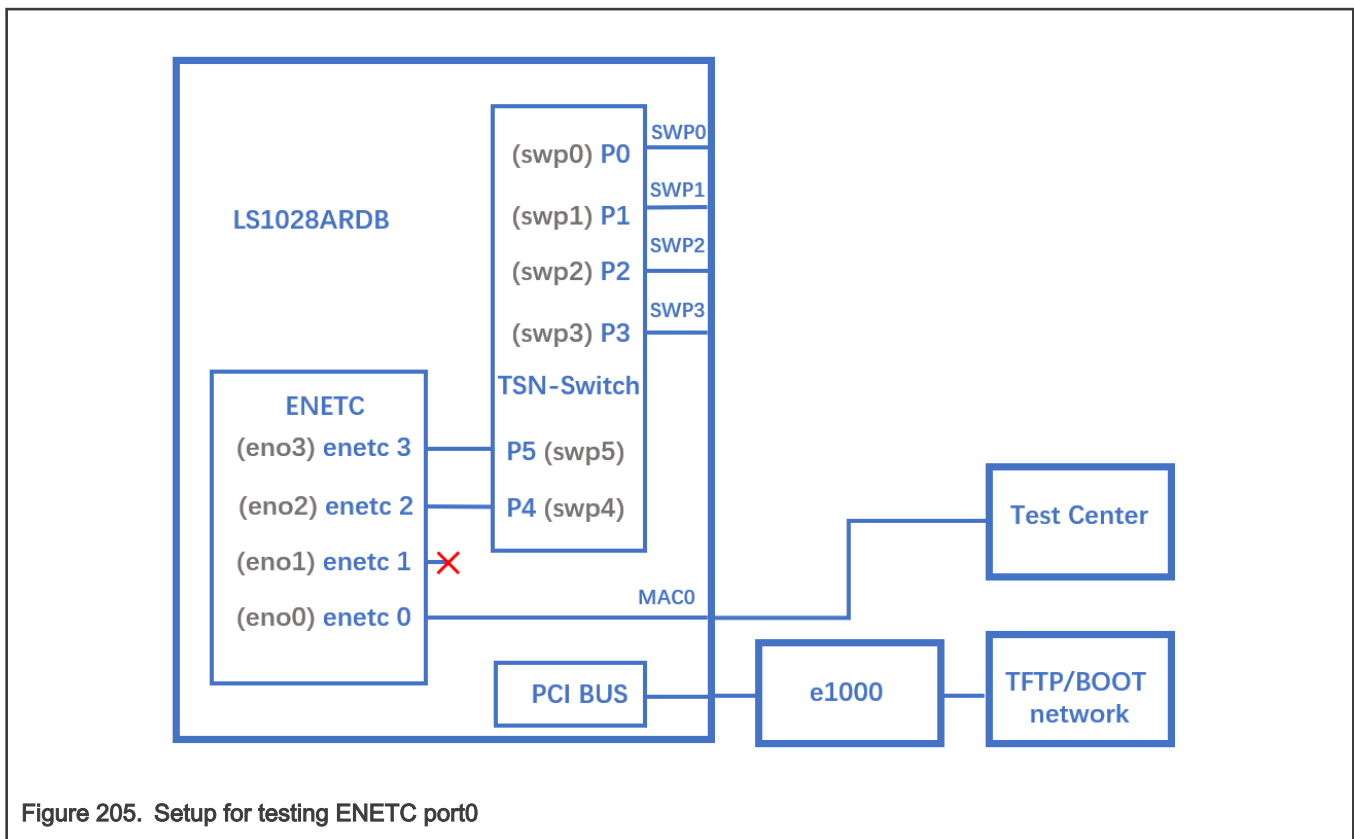 LS1028ARDB
(swp0) P0
SWP0
(swp1) P1
SWP1
(swp2) P2
SWP2
(swp3) P3
SWP3
TSN-Switch
P5 (swp5)
P4 (swp4)
ENETC
(eno3) enetc 3
(eno2) enetc 2
(eno1) enetc 1
(eno0) enetc 0
MAC0
PCI BUS
Test Center
e1000
TFTP/BOOT
network
Figure 205. Setup for testing ENETC port0